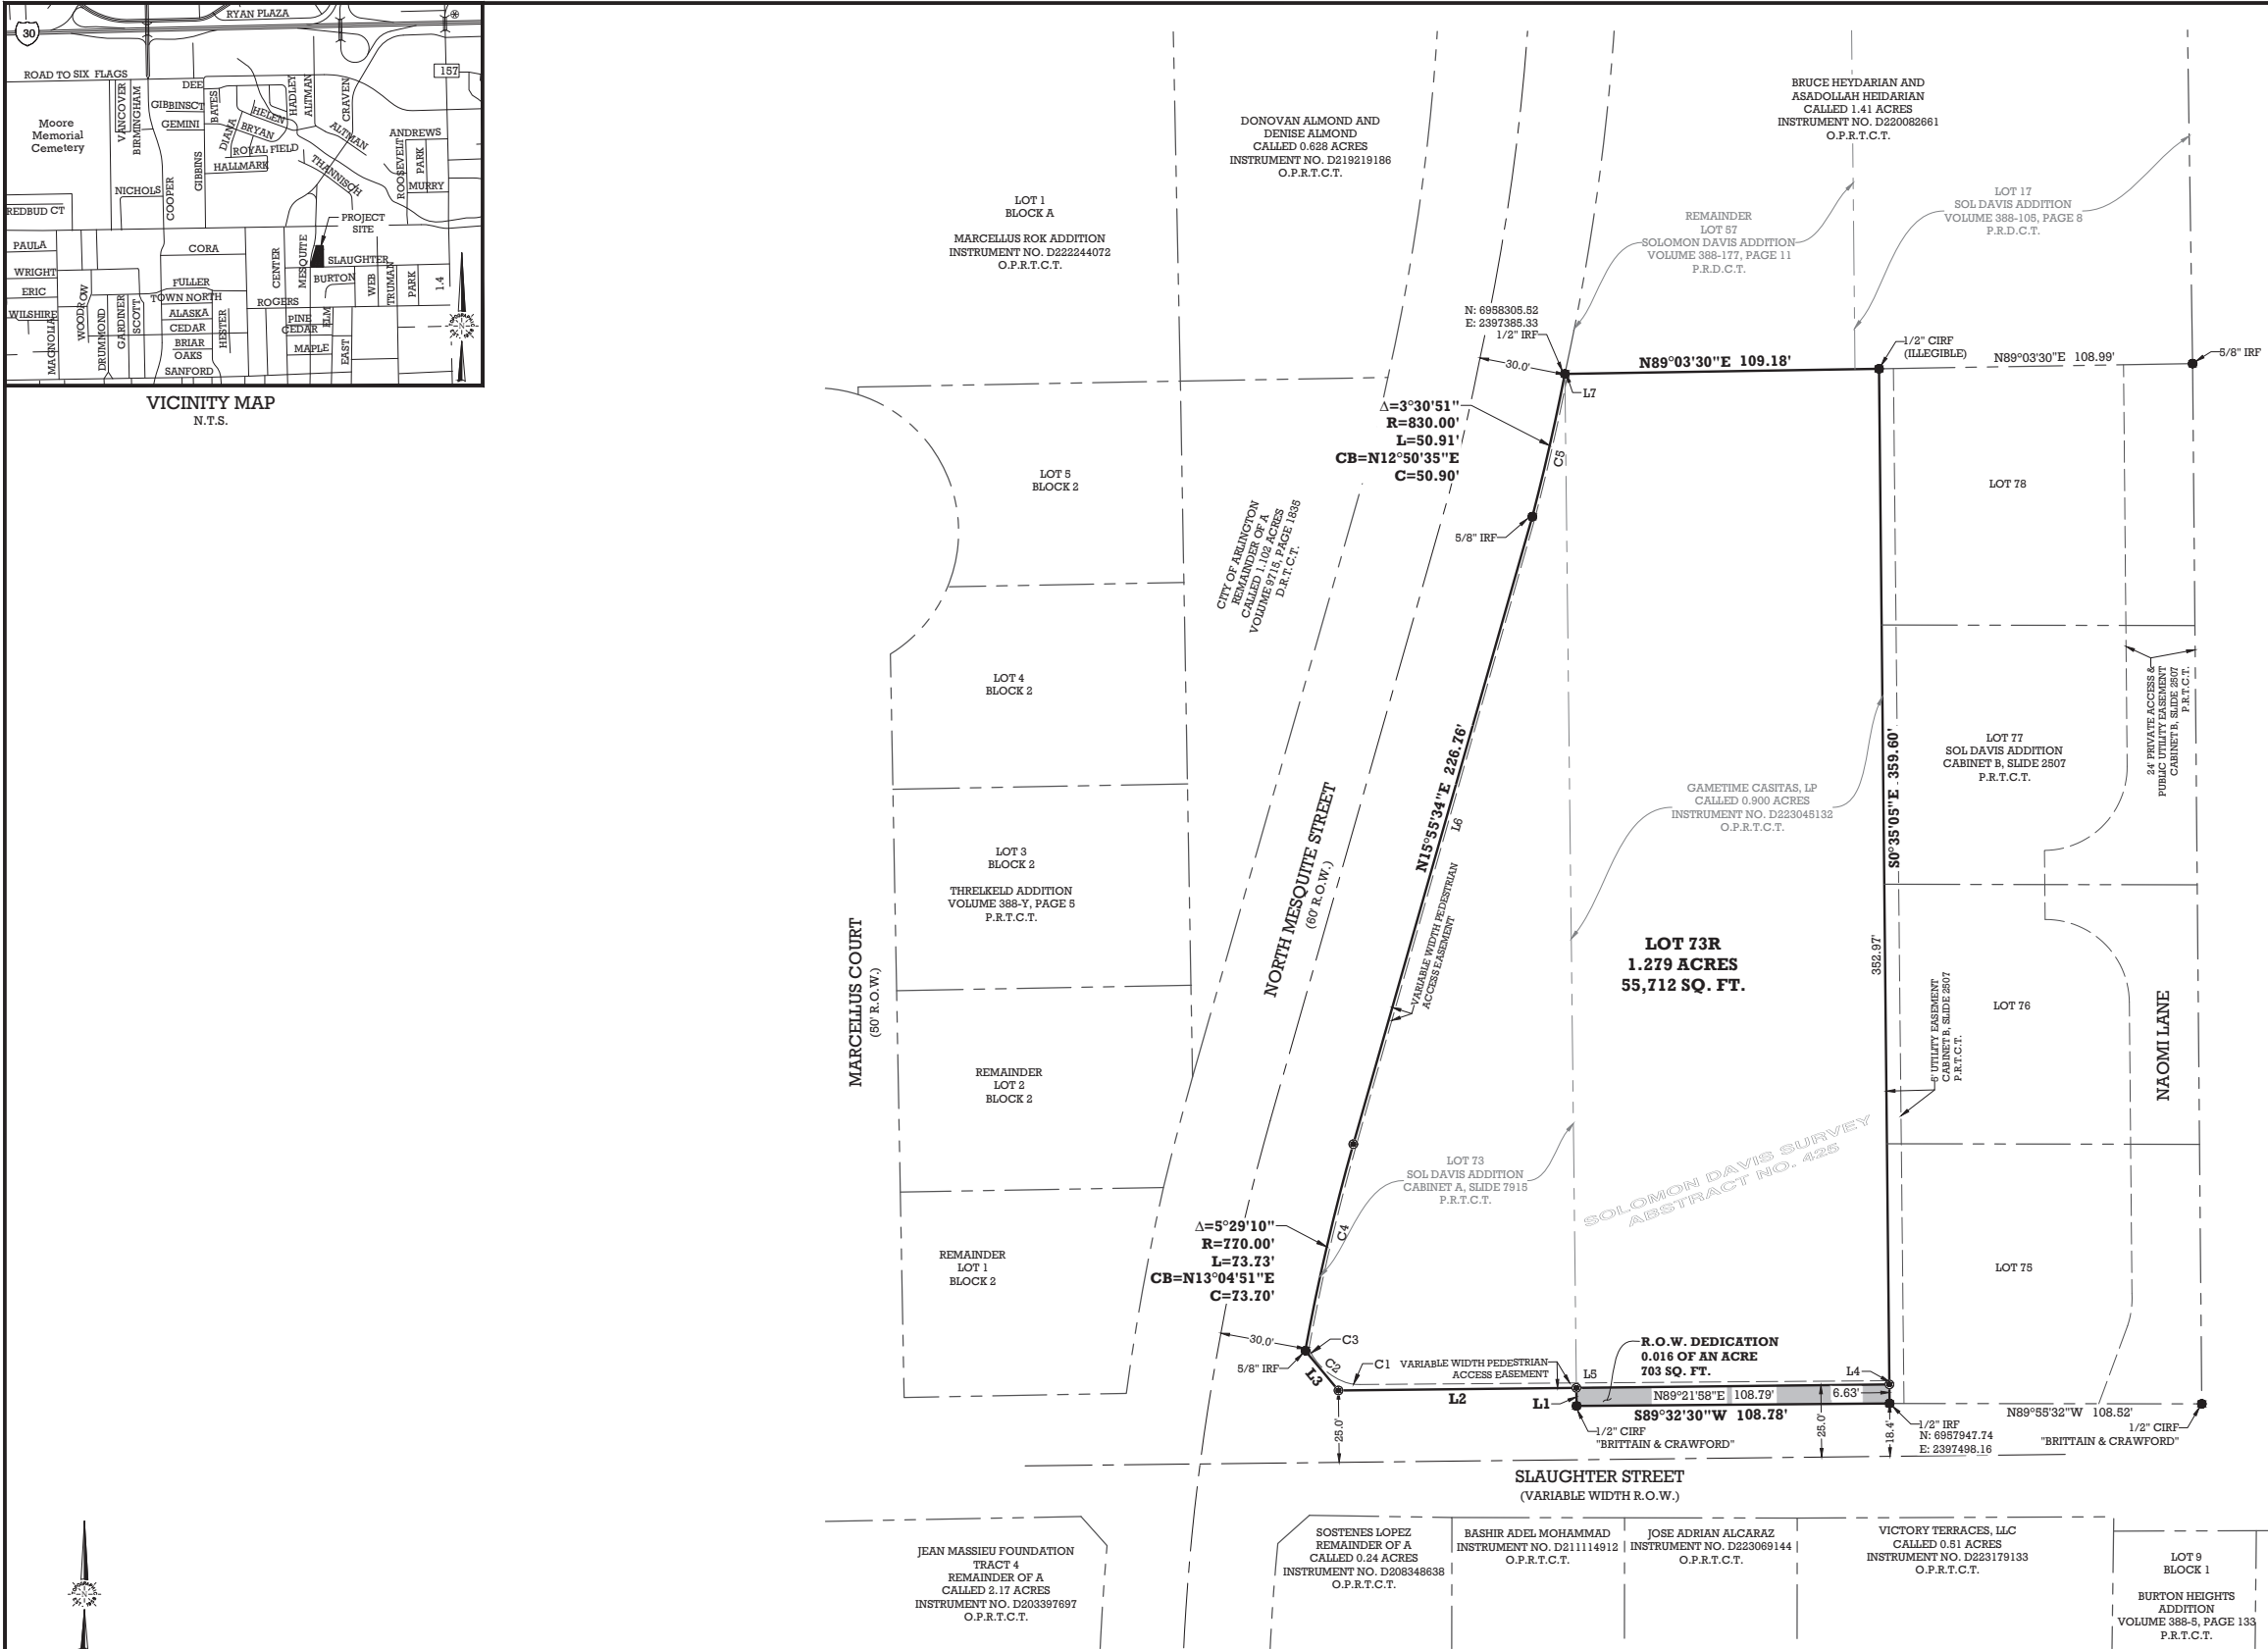 RYAN PLAZA
30
157
ROAD TO SIX FLAGS
DEE
VANCOVER
BIRMINGHAM
GIBBINSCT
BATES
HADLEY
ALTMAN
CRAVEN
Moore
Memorial
Cemetery
GEMINI
DIANA
HELEN
BRYAN
ALTMAN
ANDREWS
ROYAL FIELD
HALLMARK
THANNISCH
ROOSEVELT
PARK
MURRY
GIBBINS
NICHOLS
COOPER
REDBUD CT
PROJECT
SITE
PAULA
CORA
CENTER
MESQUITE
SLAUGHTER
WRIGHT
FULLER
BURTON
WEB
TRUMAN
PARK
1.4
ERIC
WOODROW
TOWN NORTH
ROGERS
WILSHIRE
GARDINER
SCOTT
ALASKA
HESTER
PINE
ELM
CEDAR
CEDAR
MAGNOLIA
DRUMMOND
BRIAR
OAKS
MAPLE
EAST
SANFORD
VICINITY MAP
N.T.S.
DONOVAN ALMOND AND
DENISE ALMOND
CALLED 0.628 ACRES
INSTRUMENT NO. D219219186
O.P.R.T.C.T.
BRUCE HEYDARIAN AND
ASADOLLAH HEIDARIAN
CALLED 1.41 ACRES
INSTRUMENT NO. D220082661
O.P.R.T.C.T.
LOT 1
BLOCK A
MARCELLUS ROK ADDITION
INSTRUMENT NO. D222244072
O.P.R.T.C.T.
REMAINDER
LOT 57
SOLOMON DAVIS ADDITION
VOLUME 388-177, PAGE 11
P.R.D.C.T.
LOT 17
SOL DAVIS ADDITION
VOLUME 388-105, PAGE 8
P.R.D.C.T.
N: 6958305.52
E: 2397385.33
1/2" IRF
30.0'
N89°03'30"E 109.18'
1/2" CIRF
(ILLEGIBLE)
N89°03'30"E 108.99'
5/8" IRF
L7
Δ=3°30'51"
R=830.00'
L=50.91'
CB=N12°50'35"E
C=50.90'
C5
5/8" IRF
LOT 5
BLOCK 2
CITY OF ARLINGTON
REMAINDER OF A
CALLED 1.102 ACRES
VOLUME 9715, PAGE 1835
D.R.T.C.T.
LOT 78
LOT 4
BLOCK 2
24' PRIVATE ACCESS &
PUBLIC UTILITY EASEMENT
CABINET B, SLIDE 2507
P.R.T.C.T.
LOT 77
SOL DAVIS ADDITION
CABINET B, SLIDE 2507
P.R.T.C.T.
N15°55'34"E 226.76'
L6
S0°35'05"E 359.60'
GAMETIME CASITAS, LP
CALLED 0.900 ACRES
INSTRUMENT NO. D223045132
O.P.R.T.C.T.
LOT 3
BLOCK 2
THRELKELD ADDITION
VOLUME 388-Y, PAGE 5
P.R.T.C.T.
NORTH MESQUITE STREET
(60' R.O.W.)
VARIABLE WIDTH PEDESTRIAN
ACCESS EASEMENT
LOT 73R
1.279 ACRES
55,712 SQ. FT.
352.97'
MARCELLUS COURT
(50' R.O.W.)
5' UTILITY EASEMENT
CABINET B, SLIDE 2507
P.R.T.C.T.
LOT 76
NAOMI LANE
REMAINDER
LOT 2
BLOCK 2
SOLOMON DAVIS SURVEY
ABSTRACT NO. 425
LOT 73
SOL DAVIS ADDITION
CABINET A, SLIDE 7915
P.R.T.C.T.
C4
Δ=5°29'10"
R=770.00'
L=73.73'
CB=N13°04'51"E
C=73.70'
REMAINDER
LOT 1
BLOCK 2
LOT 75
30.0'
C3
5/8" IRF
C2
L3
C1
VARIABLE WIDTH PEDESTRIAN
ACCESS EASEMENT
R.O.W. DEDICATION
0.016 OF AN ACRE
703 SQ. FT.
L5
L4
L2
L1
N89°21'58"E 108.79'
6.63'
S89°32'30"W 108.78'
25.0'
25.0'
18.4'
1/2" CIRF
"BRITTAIN & CRAWFORD"
1/2" IRF
N: 6957947.74
E: 2397498.16
N89°55'32"W 108.52'
1/2" CIRF
"BRITTAIN & CRAWFORD"
SLAUGHTER STREET
(VARIABLE WIDTH R.O.W.)
JEAN MASSIEU FOUNDATION
TRACT 4
REMAINDER OF A
CALLED 2.17 ACRES
INSTRUMENT NO. D203397697
O.P.R.T.C.T.
SOSTENES LOPEZ
REMAINDER OF A
CALLED 0.24 ACRES
INSTRUMENT NO. D208348638
O.P.R.T.C.T.
BASHIR ADEL MOHAMMAD
INSTRUMENT NO. D211114912
O.P.R.T.C.T.
JOSE ADRIAN ALCARAZ
INSTRUMENT NO. D223069144
O.P.R.T.C.T.
VICTORY TERRACES, LLC
CALLED 0.51 ACRES
INSTRUMENT NO. D223179133
O.P.R.T.C.T.
LOT 9
BLOCK 1
BURTON HEIGHTS
ADDITION
VOLUME 388-5, PAGE 133
P.R.T.C.T.